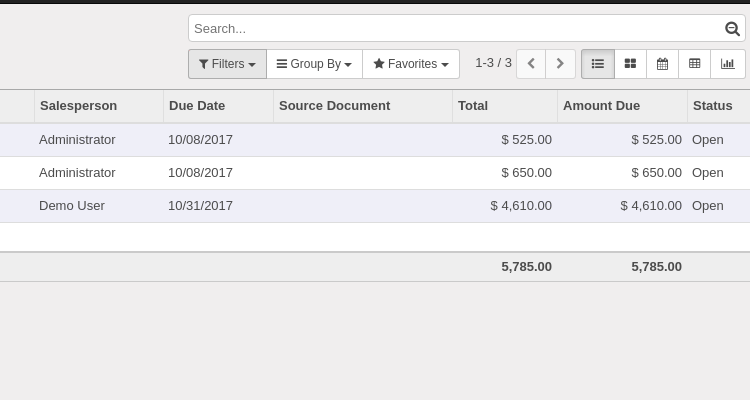 Search...
Filters Group By Favorites 1-3 / 3
Salesperson Due Date Source Document Total Amount Due Status
Administrator 10/08/2017 $ 525.00 $ 525.00 Open
Administrator 10/08/2017 $ 650.00 $ 650.00 Open
Demo User 10/31/2017 $ 4,610.00 $ 4,610.00 Open
5,785.00 5,785.00